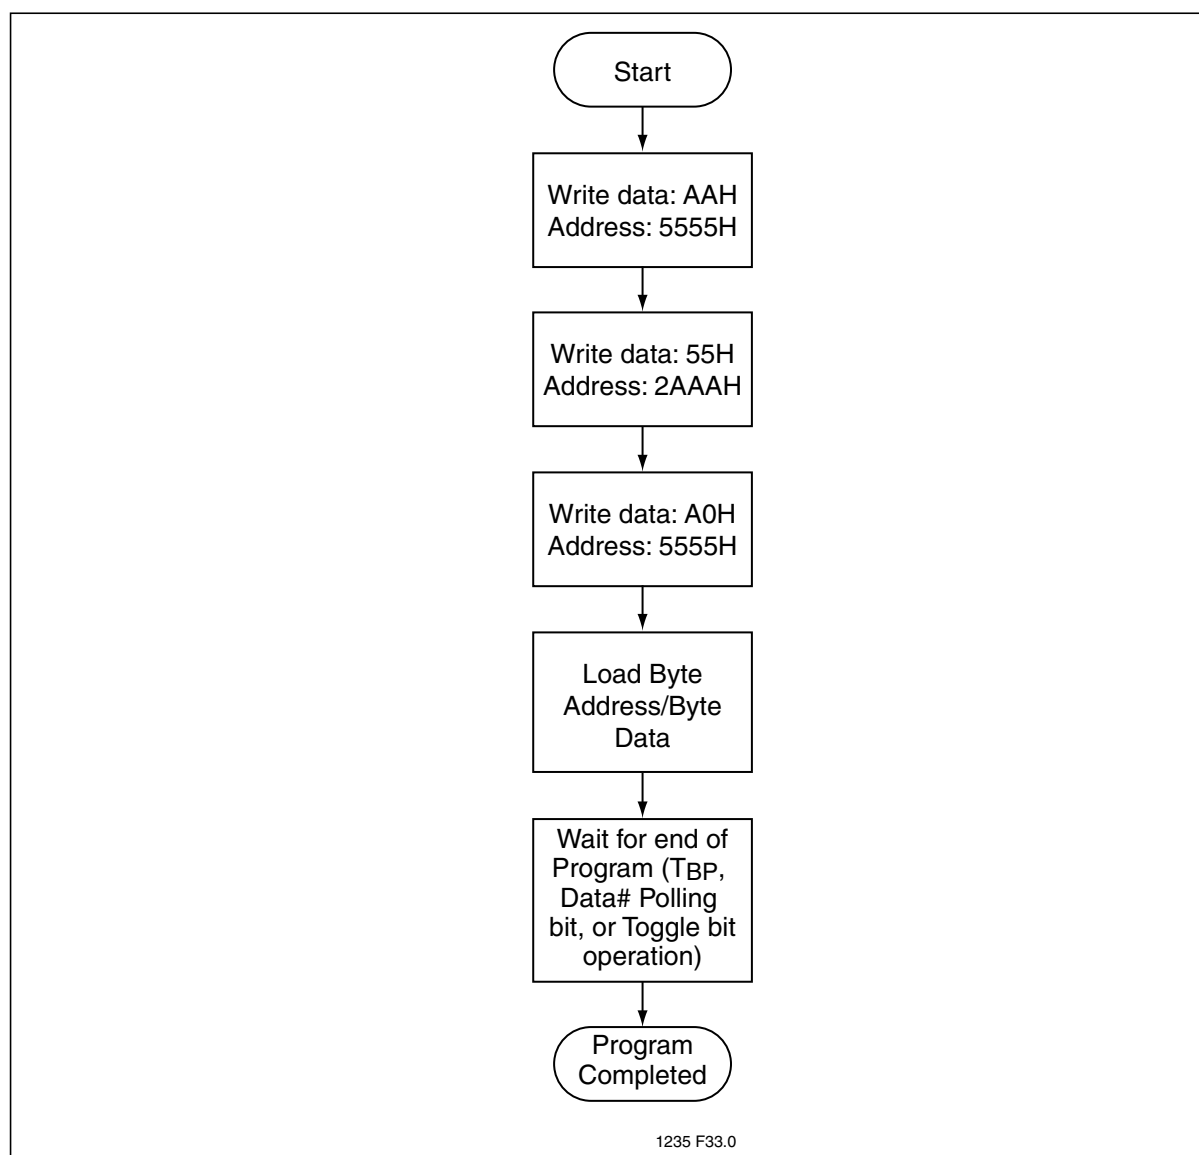 Start
Write data: AAH
Address: 5555H
Write data: 55H
Address: 2AAAH
Write data: A0H
Address: 5555H
Load Byte
Address/Byte
Data
Wait for end of
Program (TBP,
Data# Polling
bit, or Toggle bit
operation)
Program
Completed
1235 F33.0